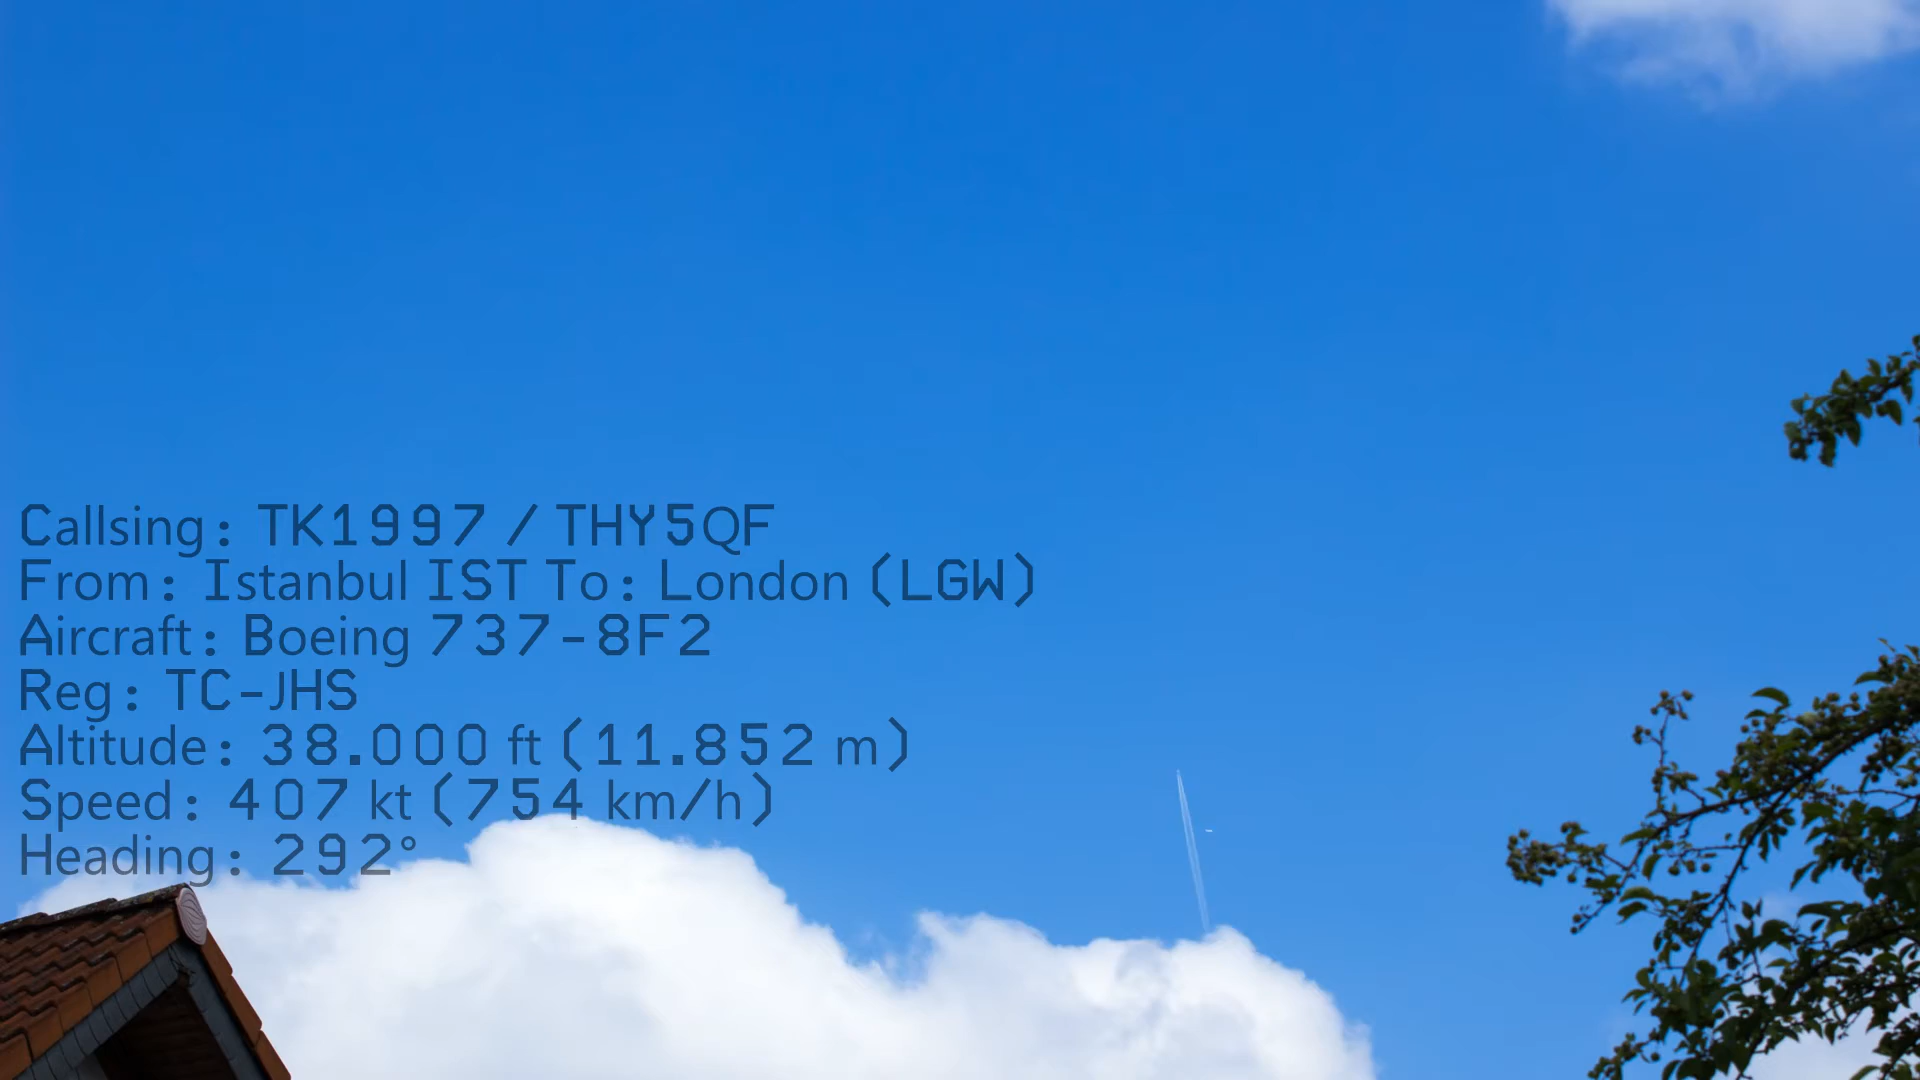 Callsing: TK1997 / THY5QF
From: Istanbul IST To: London (LGW)
Aircraft: Boeing 737-8F2
Reg: TC-JHS
Altitude: 38.000 ft (11.852 m)
Speed: 407 kt (754 km/h)
Heading: 292°